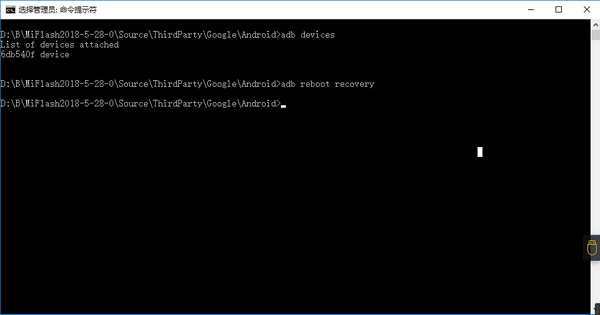 选择管理员: 命令提示符
D:\B\MiFlash2018-5-28-0\Source\ThirdParty\Google\Android>adb devices
List of devices attached
6db540f device
D:\B\MiFlash2018-5-28-0\Source\ThirdParty\Google\Android>adb reboot recovery
D:\B\MiFlash2018-5-28-0\Source\ThirdParty\Google\Android>